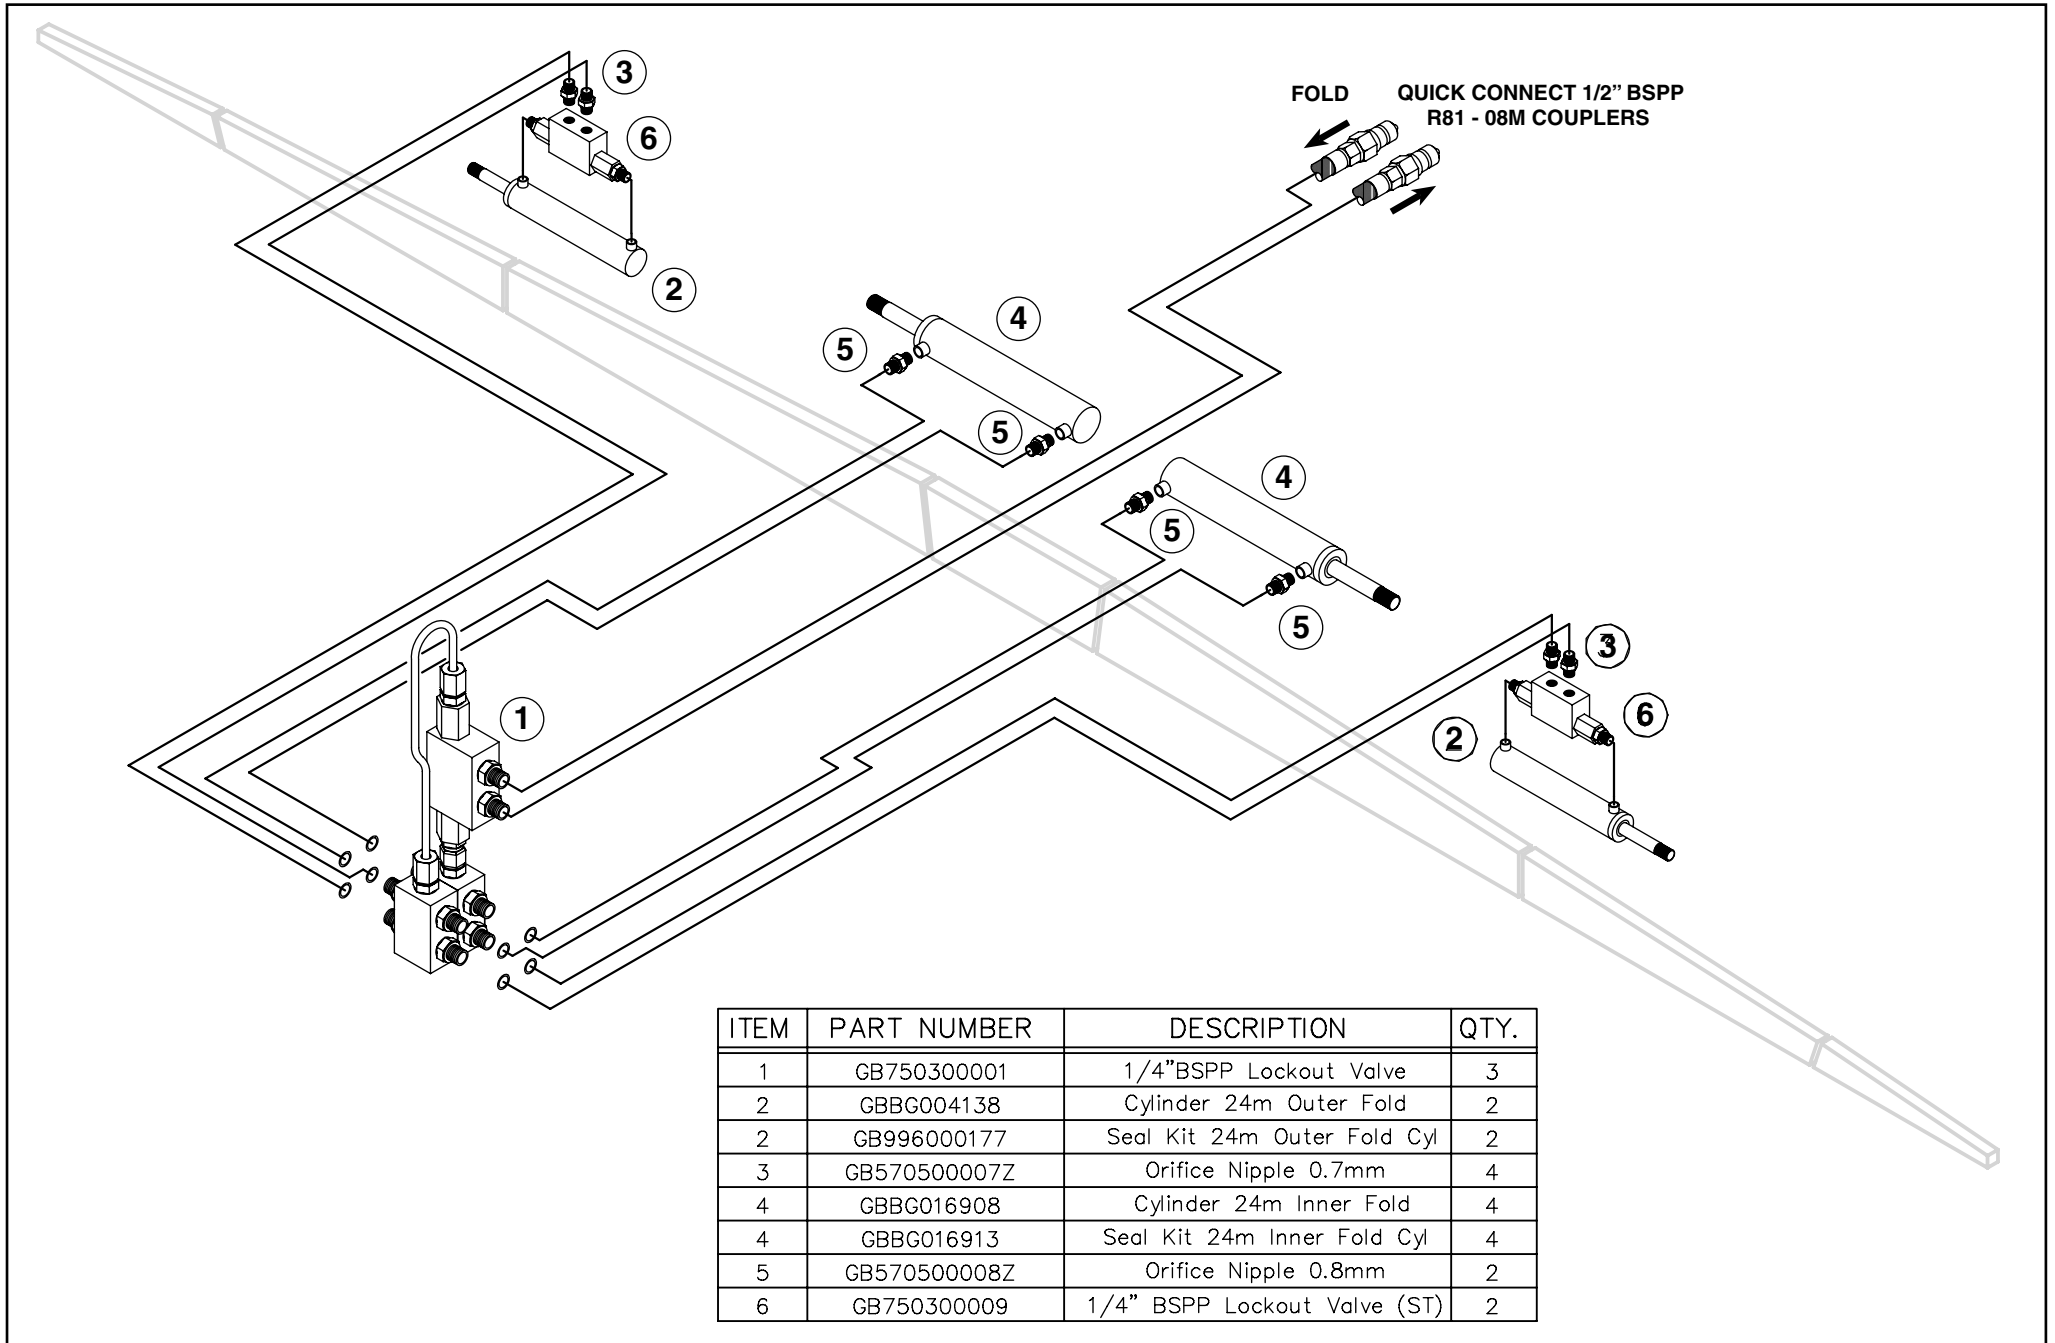 3
6
2
FOLD QUICK CONNECT 1/2” BSPP
R81 - 08M COUPLERS
4
5
5
4
5
5
3
6
2
1
ITEM PART NUMBER DESCRIPTION QTY.
1 GB750300001 1/4”BSPP Lockout Valve 3
2 GBBG004138 Cylinder 24m Outer Fold 2
2 GB996000177 Seal Kit 24m Outer Fold Cyl 2
3 GB570500007Z Orifice Nipple 0.7mm 4
4 GBBG016908 Cylinder 24m Inner Fold 4
4 GBBG016913 Seal Kit 24m Inner Fold Cyl 4
5 GB570500008Z Orifice Nipple 0.8mm 2
6 GB750300009 1/4” BSPP Lockout Valve (ST) 2